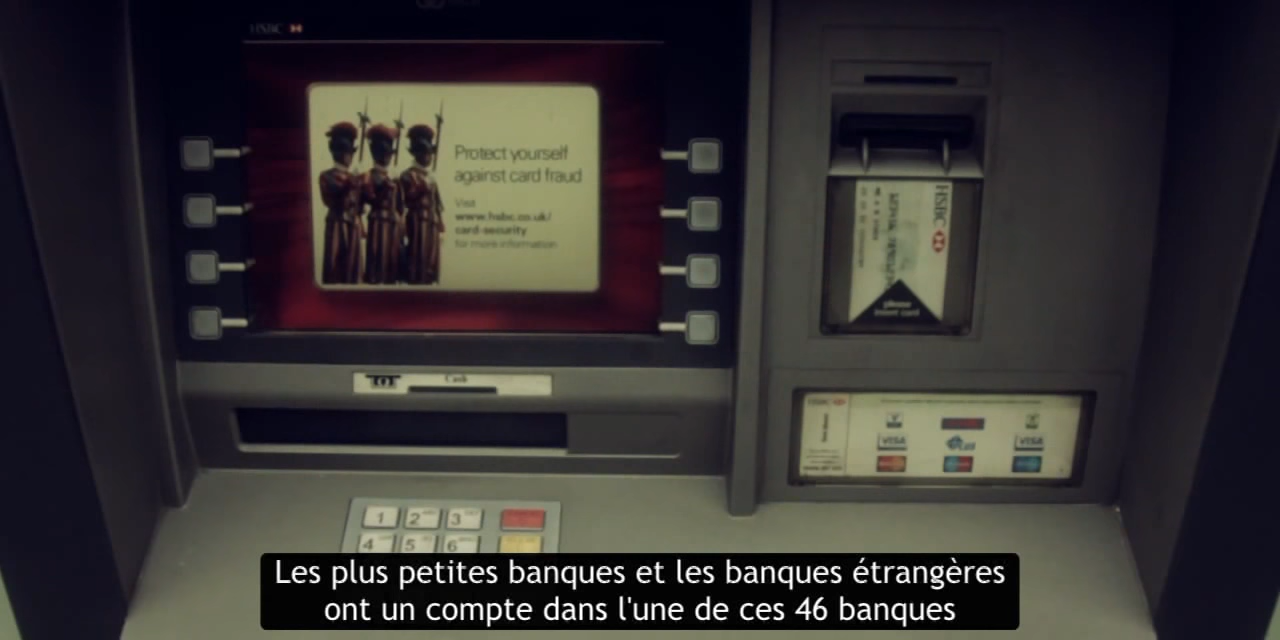 HSBC
Protect yourself
against card fraud
Visit
www.hsbc.co.uk/
card-security
for more information
HSBC
please
insert card
Cash
HSBC
VISA
VISA
1 2 3
4 5 6
Les plus petites banques et les banques étrangères
ont un compte dans l'une de ces 46 banques